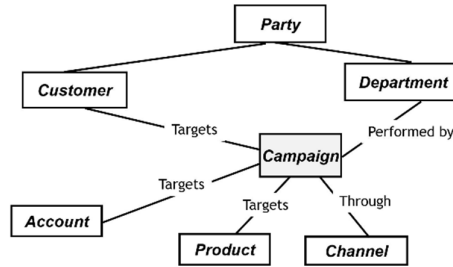 Party
Customer
Department
Targets
Performed by
Campaign
Targets
Account
Targets
Through
Product
Channel